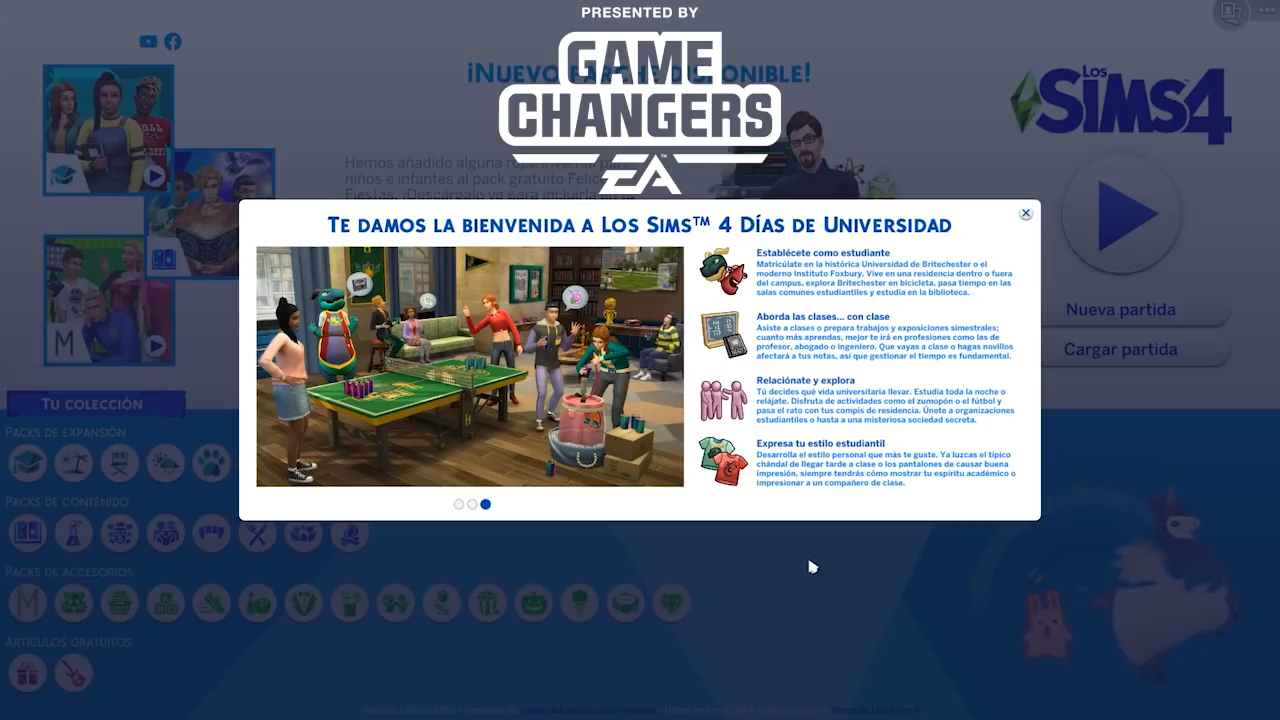 PRESENTED BY
GAME
CHANGERS
EA
¡NUEVO PARCHE DISPONIBLE!
LOS SIMS 4
Hemos añadido alguna ropa invernal para
niños e infantes al pack gratuito Felices
Fiestas. ¡Descárgalo ya para incluirla en
TE DAMOS LA BIENVENIDA A LOS SIMS™ 4 DÍAS DE UNIVERSIDAD
Establécete como estudiante
Matricúlate en la histórica Universidad de Britechester o el
moderno Instituto Foxbury. Vive en una residencia dentro o fuera
del campus, explora Britechester en bicicleta, pasa tiempo en las
salas comunes estudiantiles y estudia en la biblioteca.
Aborda las clases... con clase
Asiste a clases o prepara trabajos y exposiciones simestrales;
cuanto más aprendas, mejor te irá en profesiones como las de
profesor, abogado o ingeniero. Que vayas a clase o hagas novillos
afectará a tus notas, así que gestionar el tiempo es fundamental.
Relaciónate y explora
Tú decides qué vida universitaria llevar. Estudia toda la noche o
relájate. Disfruta de actividades como el zumopón o el fútbol y
pasa el rato con tus compis de residencia. Únete a organizaciones
estudiantiles o hasta a una misteriosa sociedad secreta.
Expresa tu estilo estudiantil
Desarrolla el estilo personal que más te guste. Ya luzcas el típico
chándal de llegar tarde a clase o los pantalones de causar buena
impresión, siempre tendrás cómo mostrar tu espíritu académico o
impresionar a un compañero de clase.
Nueva partida
Cargar partida
TU COLECCIÓN
PACKS DE EXPANSIÓN
PACKS DE CONTENIDO
PACKS DE ACCESORIOS
ARTÍCULOS GRATUITOS